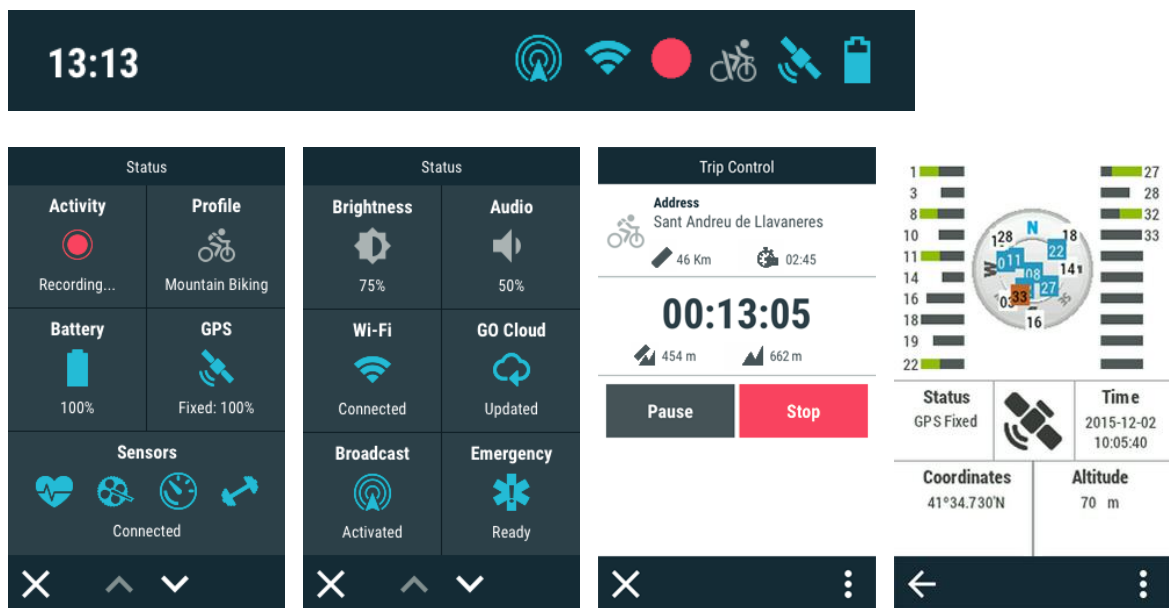 13:13
Status
Activity
Profile
Recording...
Mountain Biking
Battery
GPS
100%
Fixed: 100%
Sensors
Connected
Status
Brightness
Audio
75%
50%
Wi-Fi
GO Cloud
Connected
Updated
Broadcast
Emergency
Activated
Ready
Trip Control
Address
Sant Andreu de Llavaneres
46 Km
02:45
00:13:05
454 m
662 m
Pause
Stop
1
3
8
10
11
14
16
18
19
22
27
28
32
33
N
W
28
18
22
11
08
14
27
33
16
Status
GPS Fixed
Time
2015-12-02
10:05:40
Coordinates
41º34.730'N
Altitude
70 m